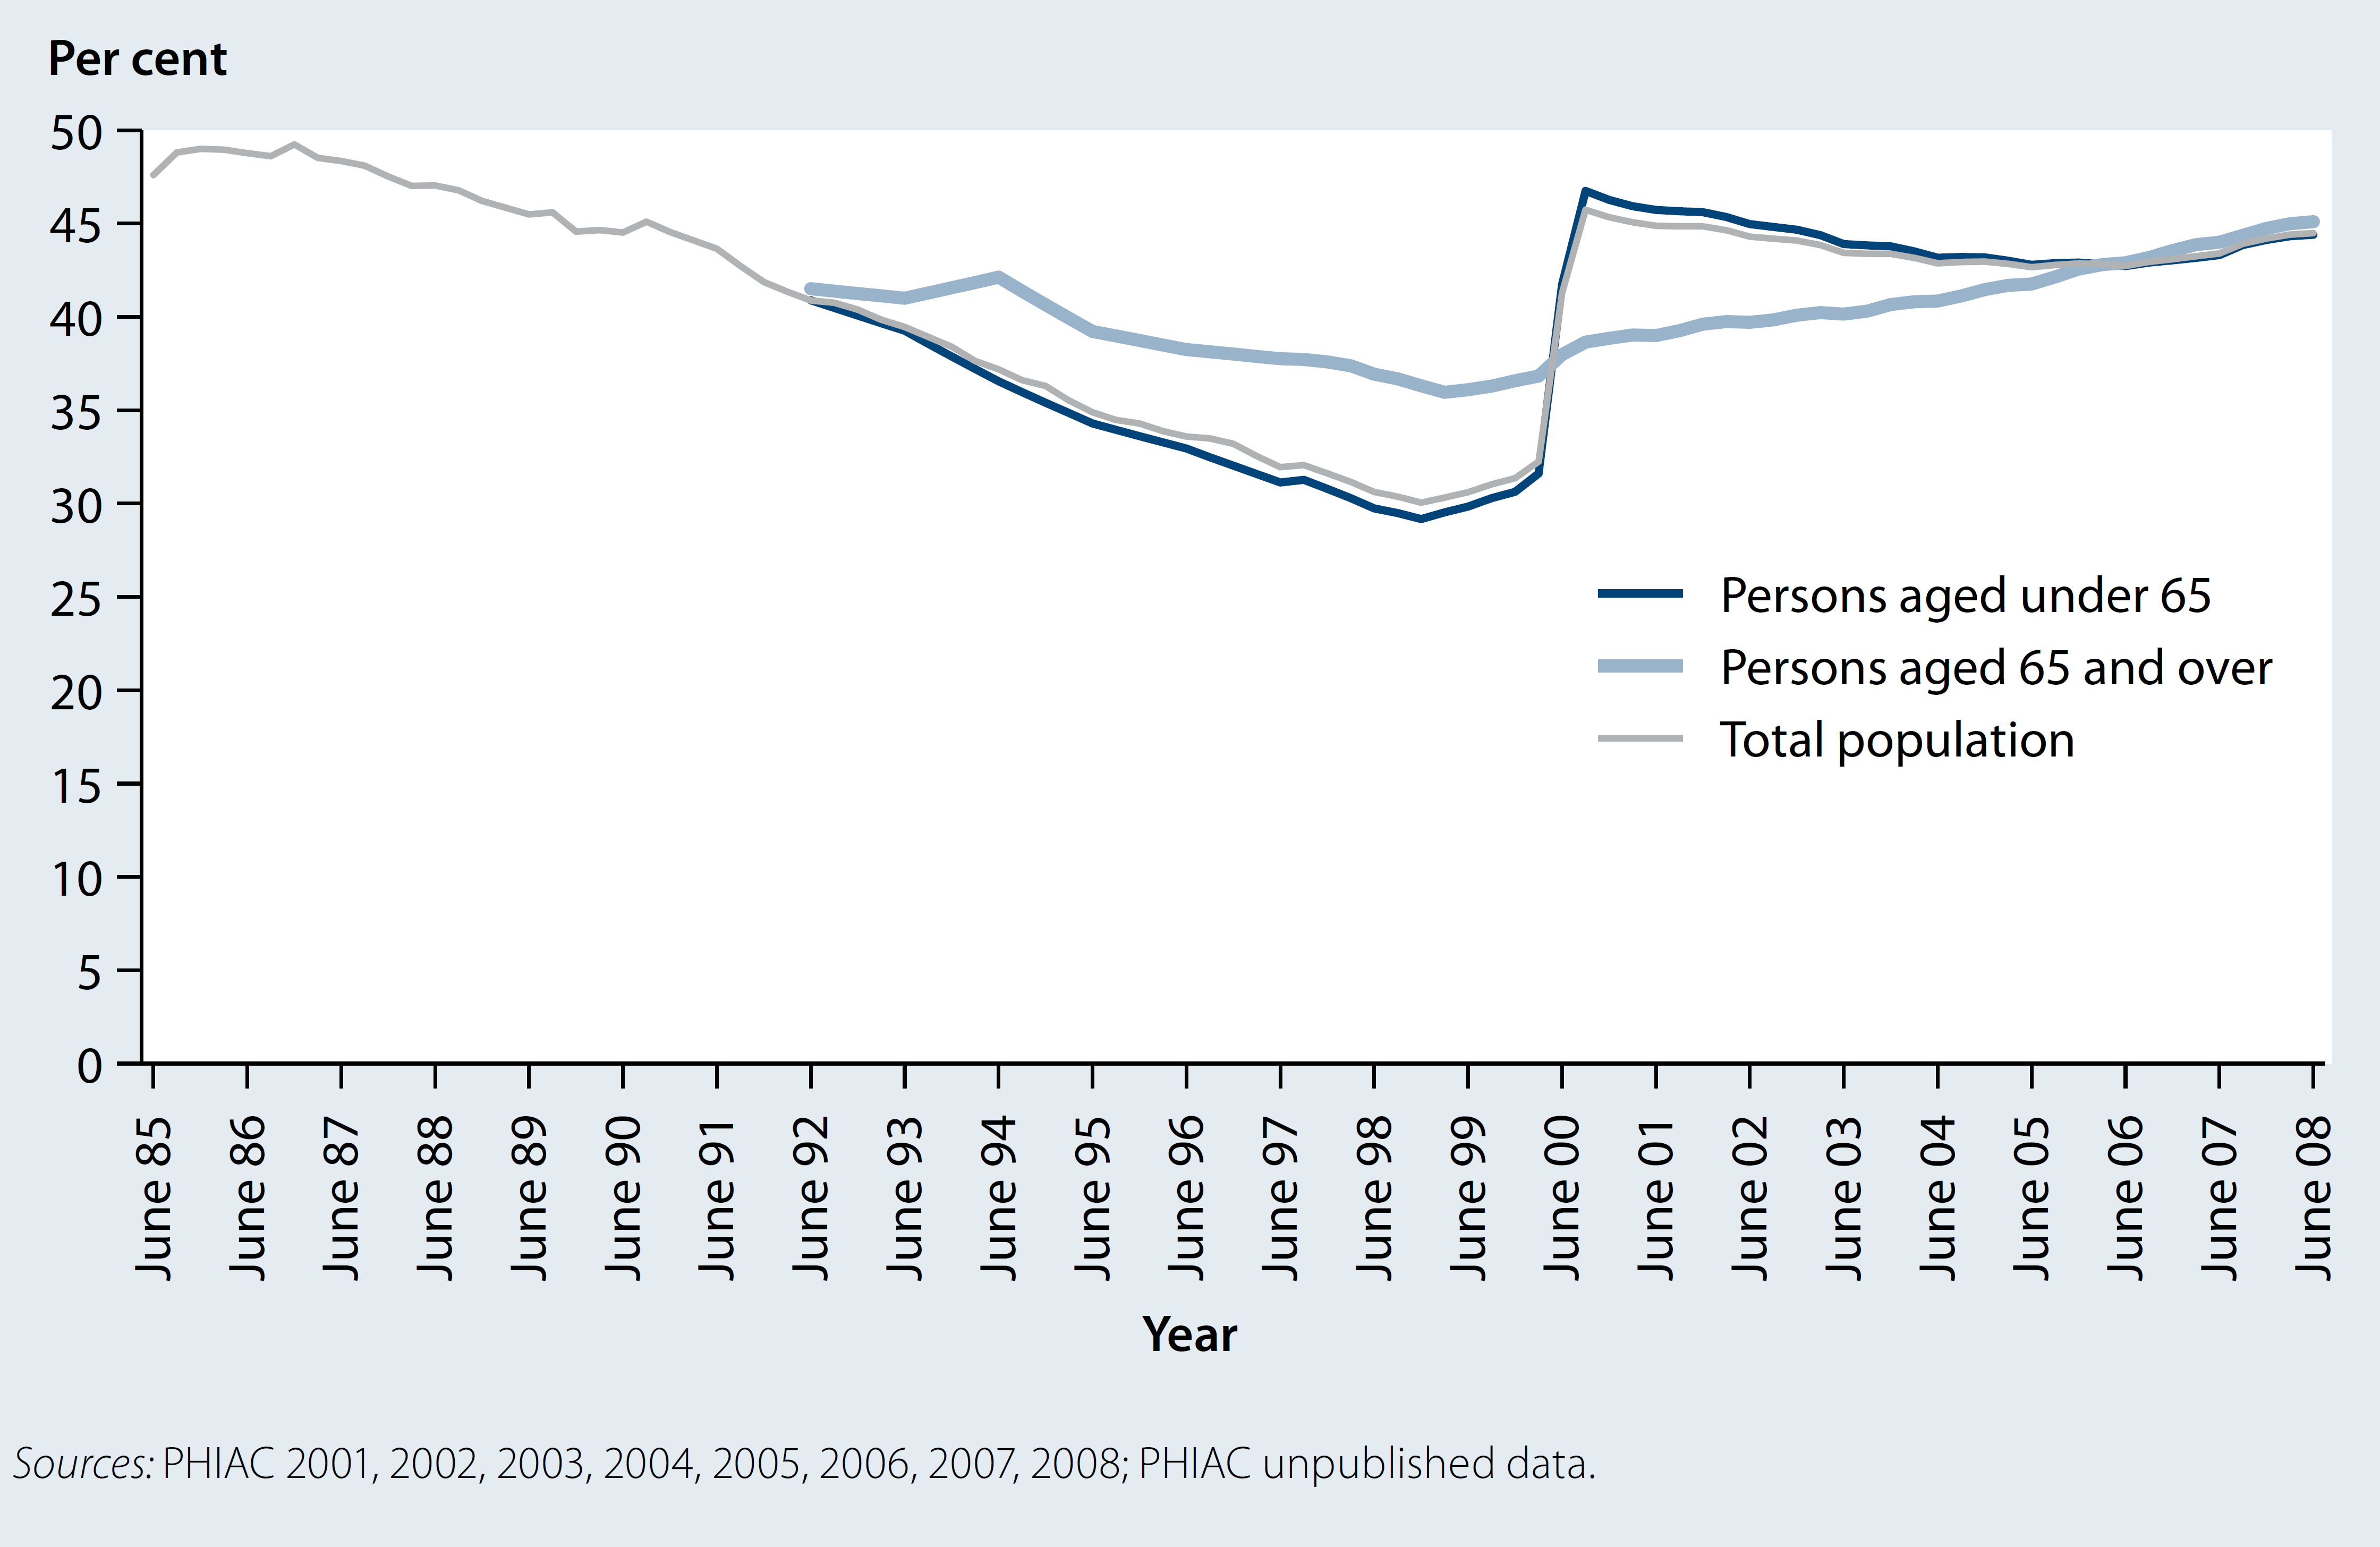 Per cent
50
45
40
35
30
25
20
15
10
5
0
Persons aged under 65
Persons aged 65 and over
Total population
June 85
June 86
June 87
June 88
June 89
June 90
June 91
June 92
June 93
June 94
June 95
June 96
June 97
June 98
June 99
June 00
June 01
June 02
June 03
June 04
June 05
June 06
June 07
June 08
Year
Sources: PHIAC 2001, 2002, 2003, 2004, 2005, 2006, 2007, 2008; PHIAC unpublished data.